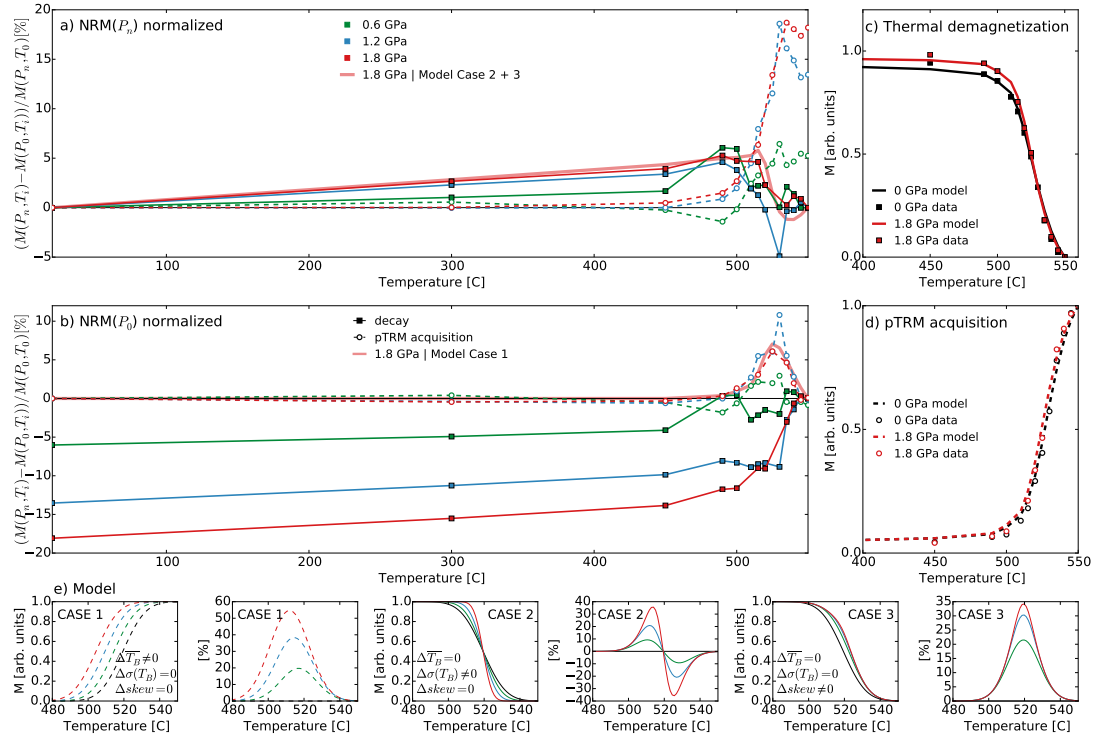 a) NRM(P_n) normalized
(M((P_n,T_i)−M(P_0,T_i))/M(P_n,T_0)[%]
20
15
10
5
0
−5
0.6 GPa
1.2 GPa
1.8 GPa
1.8 GPa | Model Case 2 + 3
100 200 300 400 500
Temperature [C]
c) Thermal demagnetization
M [arb. units]
1.0
0.5
0.0
0 GPa model
0 GPa data
1.8 GPa model
1.8 GPa data
400 450 500 550
Temperature [C]
b) NRM(P_0) normalized
(M(P_n,T_i)−M(P_0,T_i))/M(P_0,T_0)[%]
10
5
0
−5
−10
−15
−20
decay
pTRM acquisition
1.8 GPa | Model Case 1
100 200 300 400 500
Temperature [C]
d) pTRM acquisition
M [arb. units]
1.0
0.5
0.0
0 GPa model
0 GPa data
1.8 GPa model
1.8 GPa data
400 450 500 550
Temperature [C]
e) Model
M [arb. units]
1.0
0.8
0.6
0.4
0.2
0.0
CASE 1
Δ\overline{T_B}≠0
Δσ(T_B)=0
Δskew=0
480 500 520 540
Temperature [C]
[%]
60
50
40
30
20
10
0
CASE 1
480 500 520 540
Temperature [C]
1.0
0.8
0.6
0.4
0.2
0.0
CASE 2
Δ\overline{T_B}=0
Δσ(T_B)≠0
Δskew=0
480 500 520 540
Temperature [C]
[%]
40
30
20
10
0
−10
−20
−30
−40
CASE 2
480 500 520 540
Temperature [C]
1.0
0.8
0.6
0.4
0.2
0.0
CASE 3
Δ\overline{T_B}=0
Δσ(T_B)=0
Δskew≠0
480 500 520 540
Temperature [C]
[%]
35
30
25
20
15
10
5
0
CASE 3
480 500 520 540
Temperature [C]